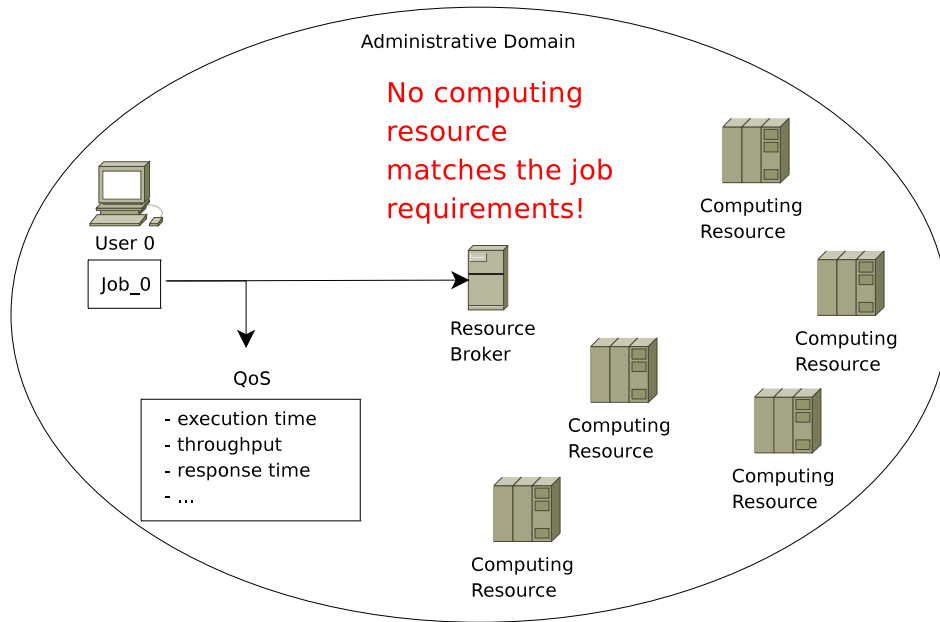 Administrative Domain
No computing
resource
matches the job
requirements!
Computing
Resource
User 0
Job_0
Resource
Broker
Computing
Resource
QoS
- execution time
- throughput
- response time
- ...
Computing
Resource
Computing
Resource
Computing
Resource